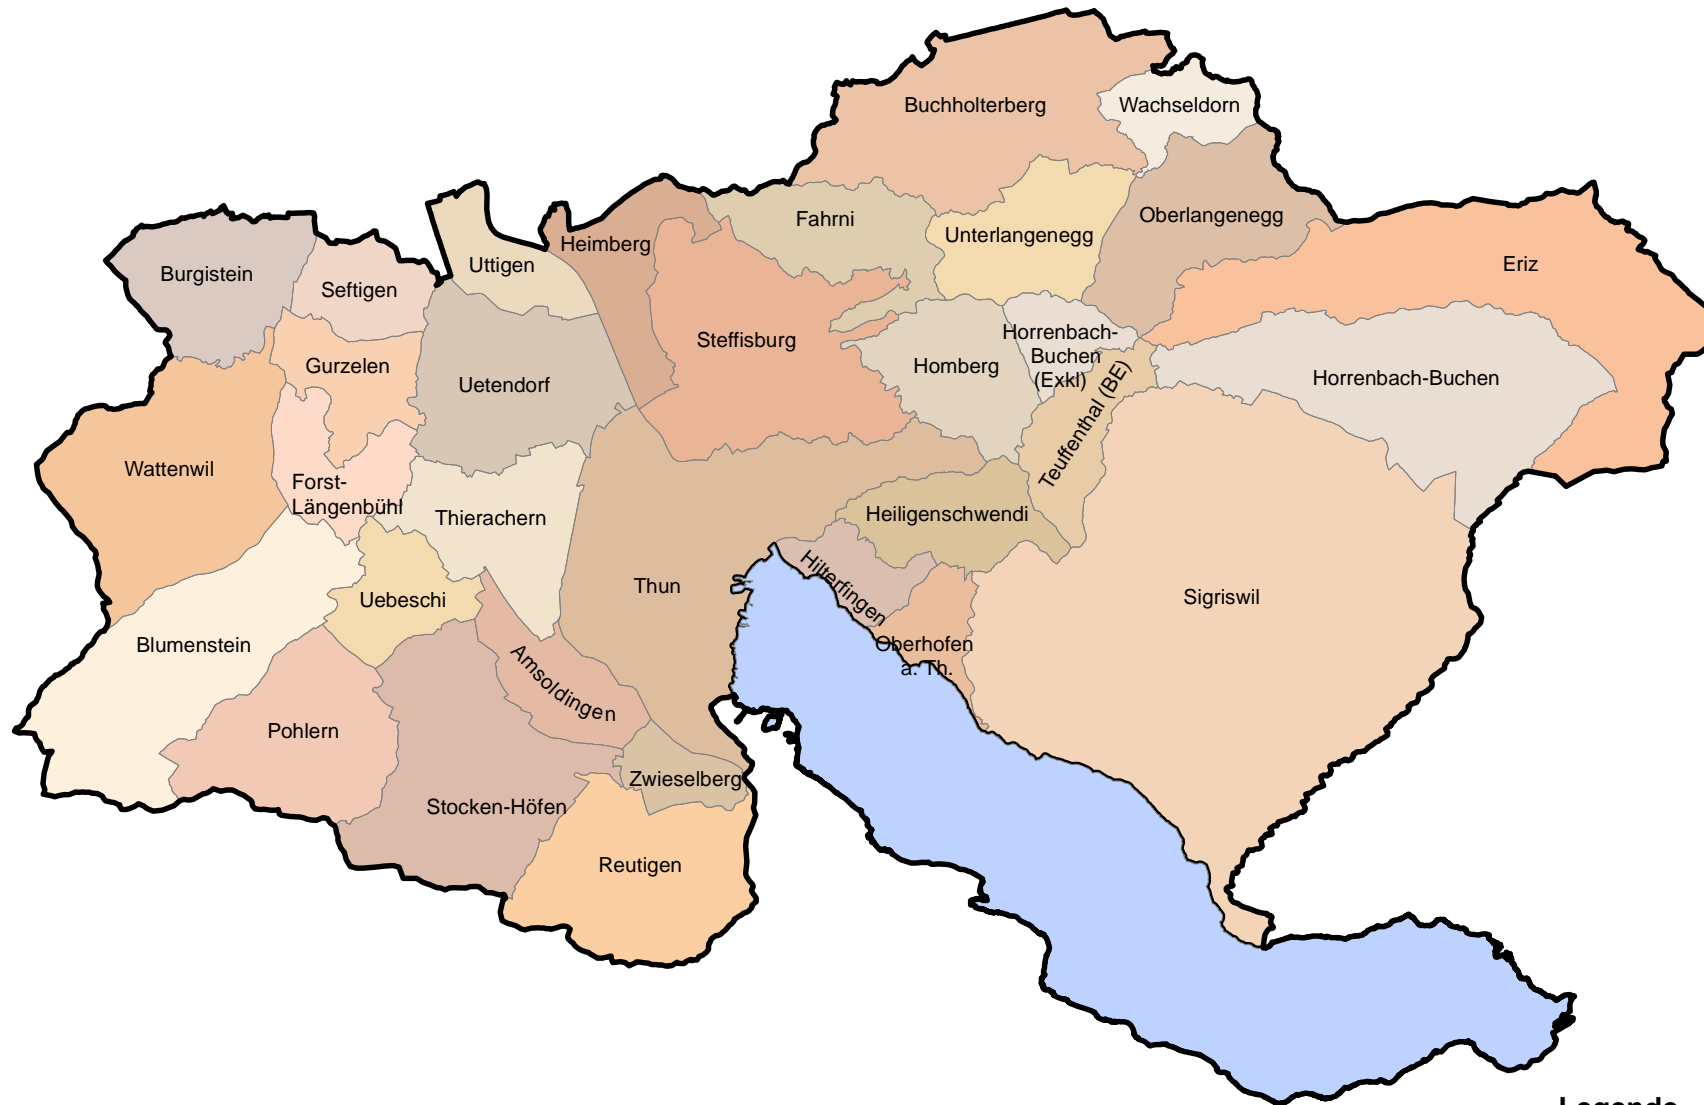 Buchholterberg
Wachseldorn
Fahrni
Oberlangenegg
Unterlangenegg
Heimberg
Uttigen
Eriz
Burgistein
Seftigen
Steffisburg
Horrenbach-
Buchen
(Exkl)
Gurzelen
Homberg
Horrenbach-Buchen
Uetendorf
Teuffenthal (BE)
Wattenwil
Forst-
Längenbühl
Thierachern
Heiligenschwendi
Hilterfingen
Thun
Uebeschi
Sigriswil
Blumenstein
Oberhofen
a. Th.
Amsoldingen
Pohlern
Zwieselberg
Stocken-Höfen
Reutigen
Legende